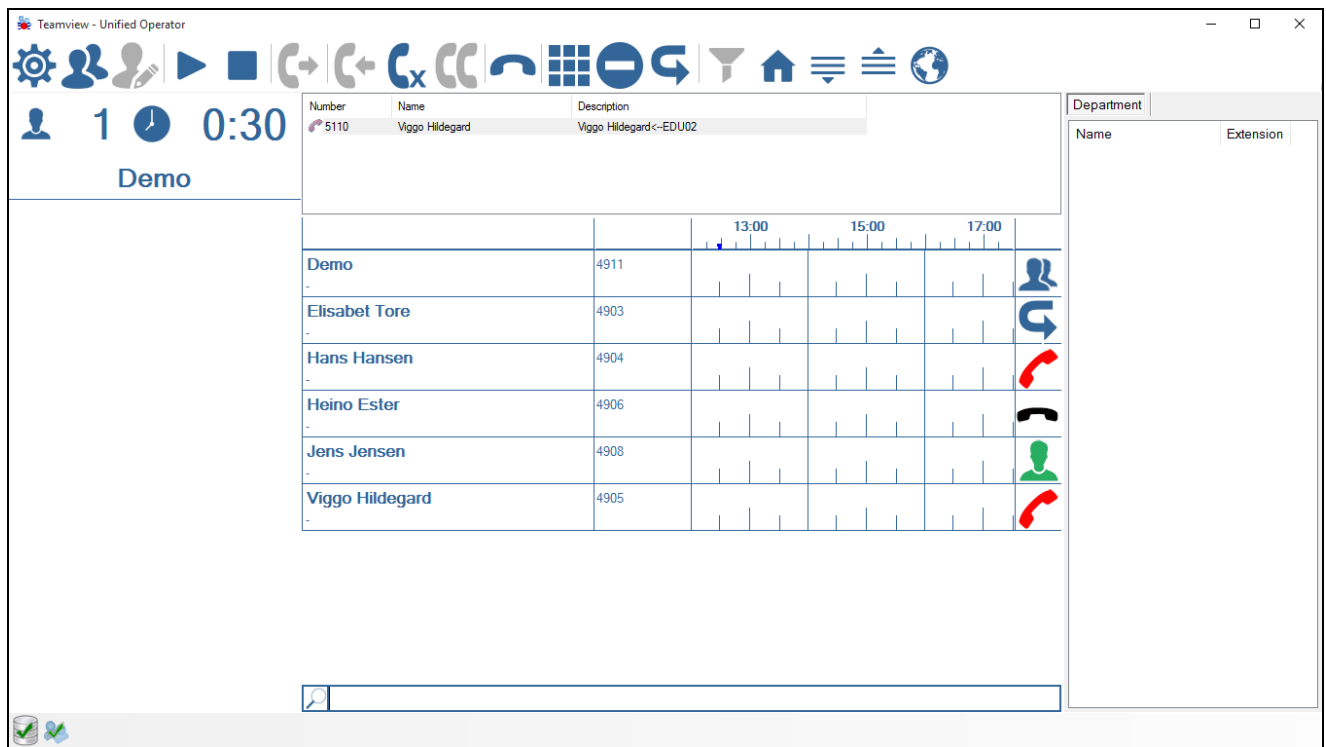 Teamview - Unified Operator
1 0:30
Demo
Number Name Description
5110 Viggo Hildegard Viggo Hildegard<--EDU02
Department
Name Extension
13:00 15:00 17:00
Demo 4911
-
Elisabet Tore 4903
-
Hans Hansen 4904
-
Heino Ester 4906
-
Jens Jensen 4908
-
Viggo Hildegard 4905
-